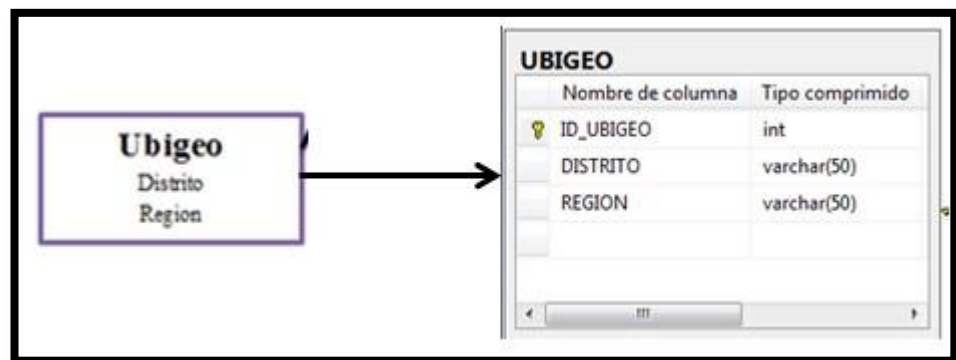 Ubigeo
Distrito
Region
UBIGEO
Nombre de columna Tipo comprimido
ID_UBIGEO int
DISTRITO varchar(50)
REGION varchar(50)